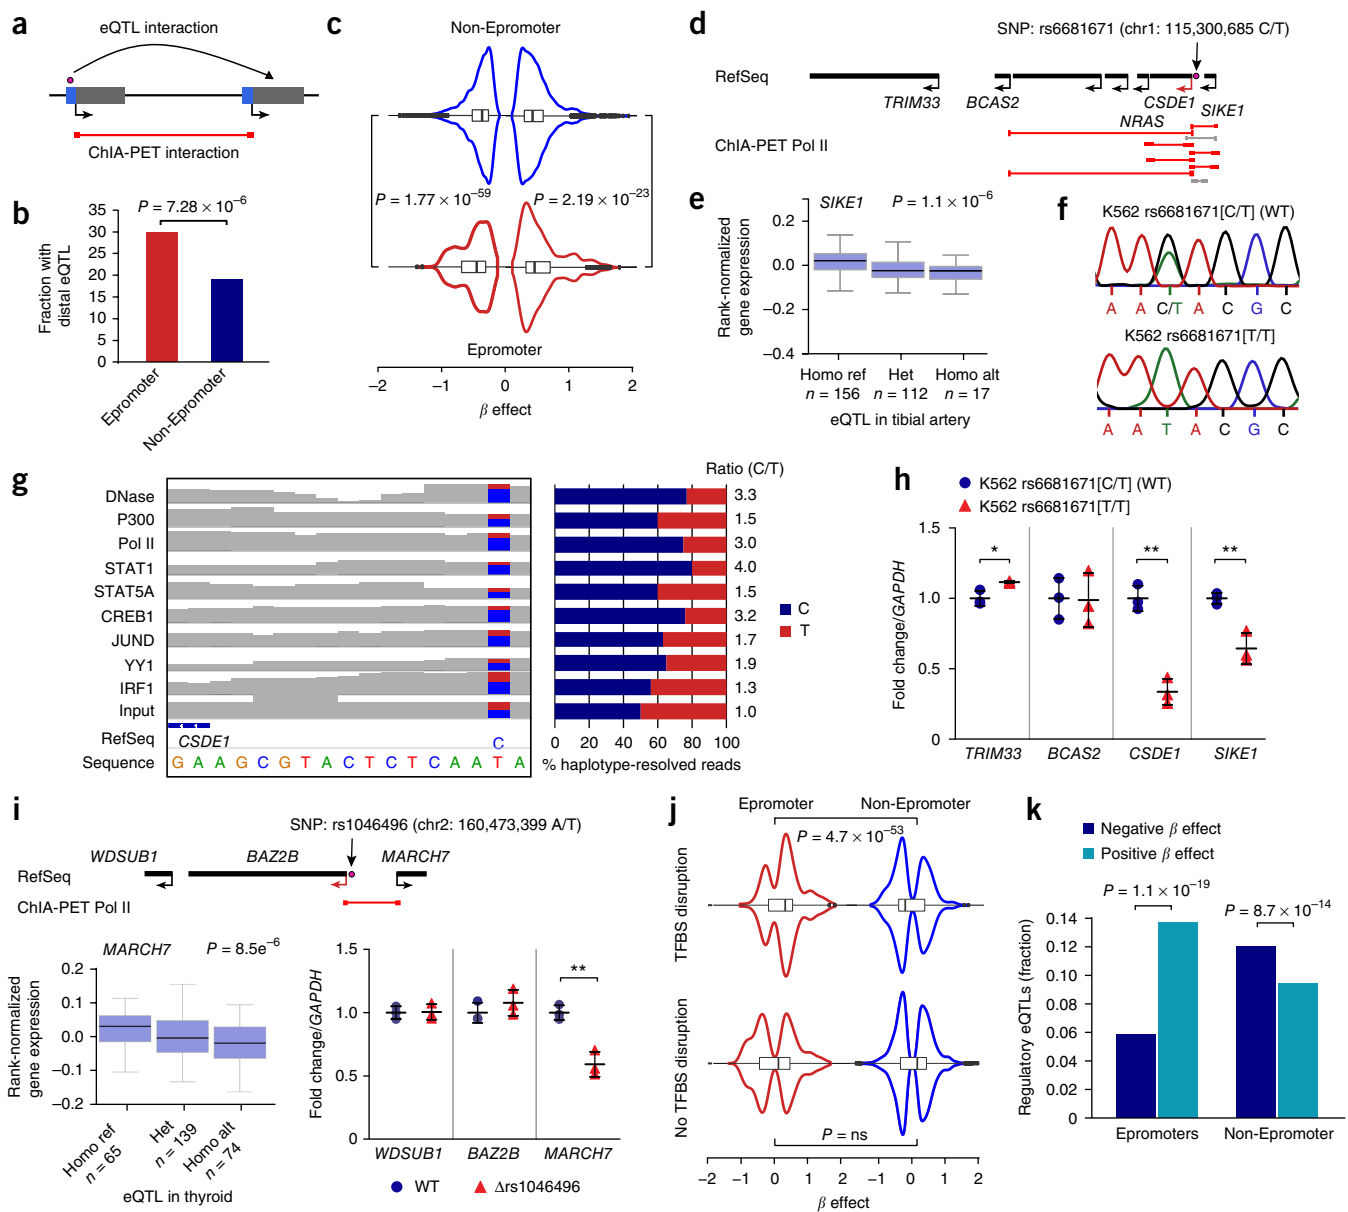 a
eQTL interaction
ChIA-PET interaction
b
P = 7.28 × 10−6
Fraction with
distal eQTL
35
30
25
20
15
10
5
0
Epromoter
Non-Epromoter
c
Non-Epromoter
P = 1.77 × 10−59
P = 2.19 × 10−23
Epromoter
−2 −1 0 1 2
β effect
d
SNP: rs6681671 (chr1: 115,300,685 C/T)
RefSeq
TRIM33 BCAS2 CSDE1
NRAS SIKE1
ChIA-PET Pol II
e
SIKE1 P = 1.1 × 10−6
Rank-normalized
gene expression
0.2
0.0
−0.2
−0.4
Homo ref Het Homo alt
n = 156 n = 112 n = 17
eQTL in tibial artery
f
K562 rs6681671[C/T] (WT)
A A C/T A C G C
K562 rs6681671[T/T]
A A T A C G C
g
Ratio (C/T)
DNase 3.3
P300 1.5
Pol II 3.0
STAT1 4.0
STAT5A 1.5
CREB1 3.2
JUND 1.7
YY1 1.9
IRF1 1.3
Input 1.0
C
T
RefSeq CSDE1 C
Sequence G A A G C G T A C T C T C A A T A
0 20 40 60 80 100
% haplotype-resolved reads
h
K562 rs6681671[C/T] (WT)
K562 rs6681671[T/T]
Fold change/GAPDH
1.5
1.0
0.5
0
* ** **
TRIM33 BCAS2 CSDE1 SIKE1
i
SNP: rs1046496 (chr2: 160,473,399 A/T)
WDSUB1 BAZ2B MARCH7
RefSeq
ChIA-PET Pol II
MARCH7 P = 8.5e−6
Rank-normalized
gene expression
0.2
0.1
0.0
−0.1
−0.2
Homo ref
n = 65
Het
n = 139
Homo alt
n = 74
eQTL in thyroid
Fold change/GAPDH
1.5
1.0
0.5
0
**
WDSUB1 BAZ2B MARCH7
WT Δrs1046496
j
Epromoter Non-Epromoter
P = 4.7 × 10−53
TFBS disruption
No TFBS disruption
P = ns
−2 −1 0 1 2 −1 0 1 2
β effect
k
Negative β effect
Positive β effect
P = 1.1 × 10−19
P = 8.7 × 10−14
Regulatory eQTLs (fraction)
0.14
0.12
0.10
0.08
0.06
0.04
0.02
0
Epromoters Non-Epromoter